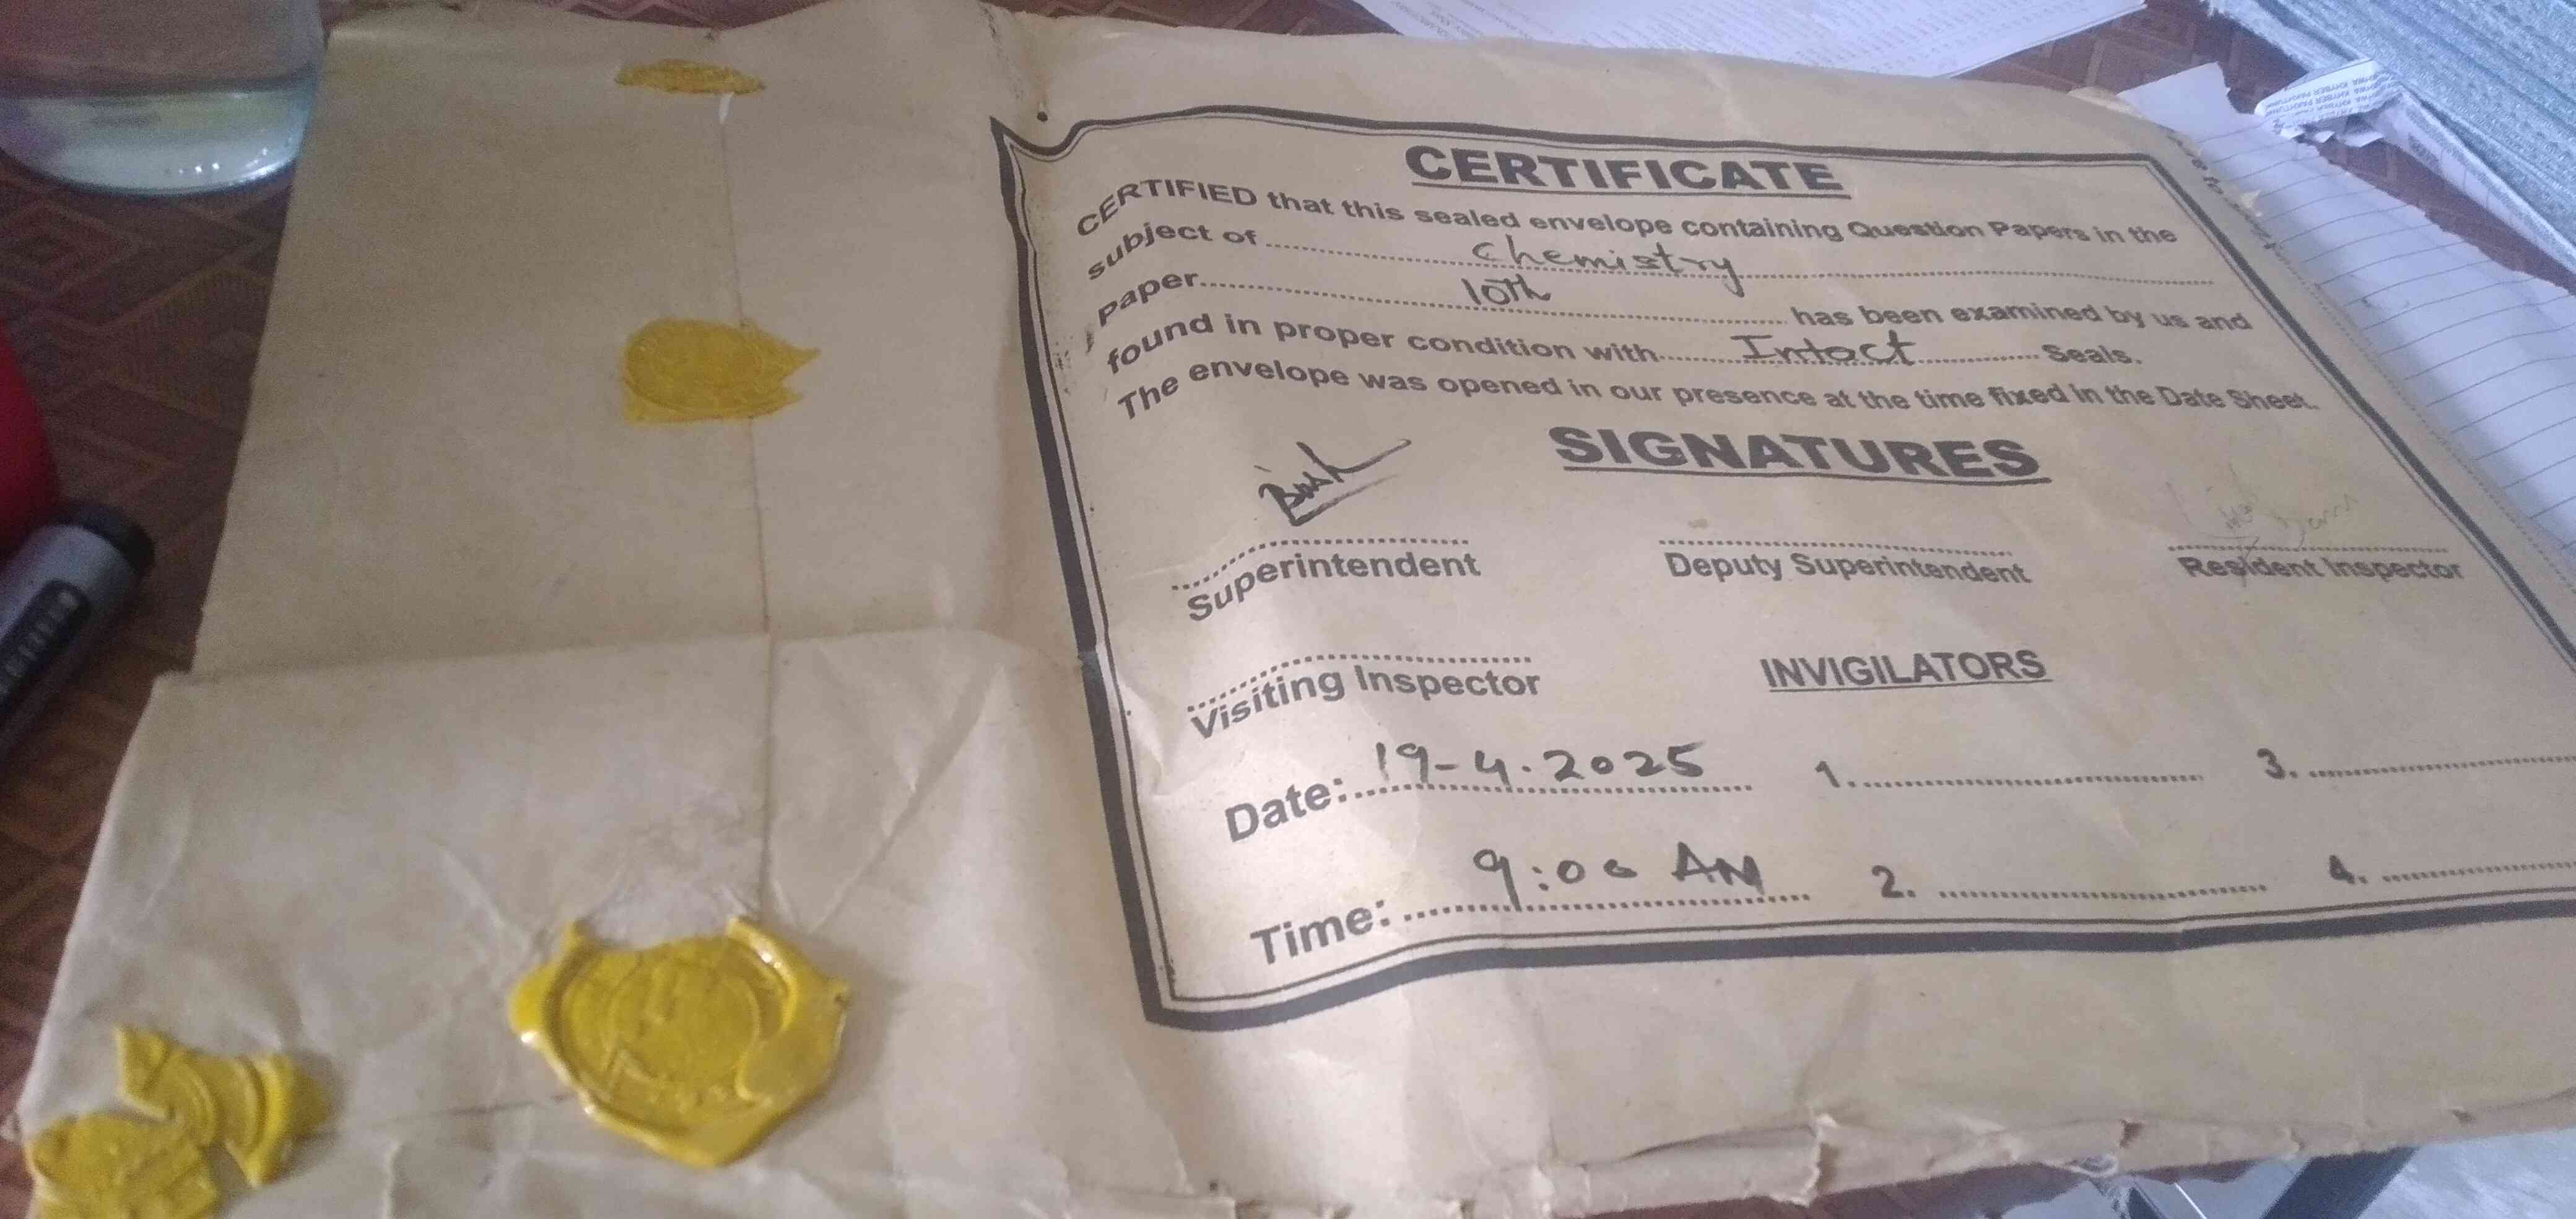 CERTIFICATE
CERTIFIED that this sealed envelope containing Question Papers in the
subject of Chemistry
paper 10th has been examined by us and
found in proper condition with Intact Seals.
The envelope was opened in our presence at the time fixed in the Date Sheet.
SIGNATURES
Superintendent Deputy Superintendent Resident Inspector
Visiting Inspector INVIGILATORS
Date: 19-4.2025 1. 3.
Time: 9:00 AM 2. 4.